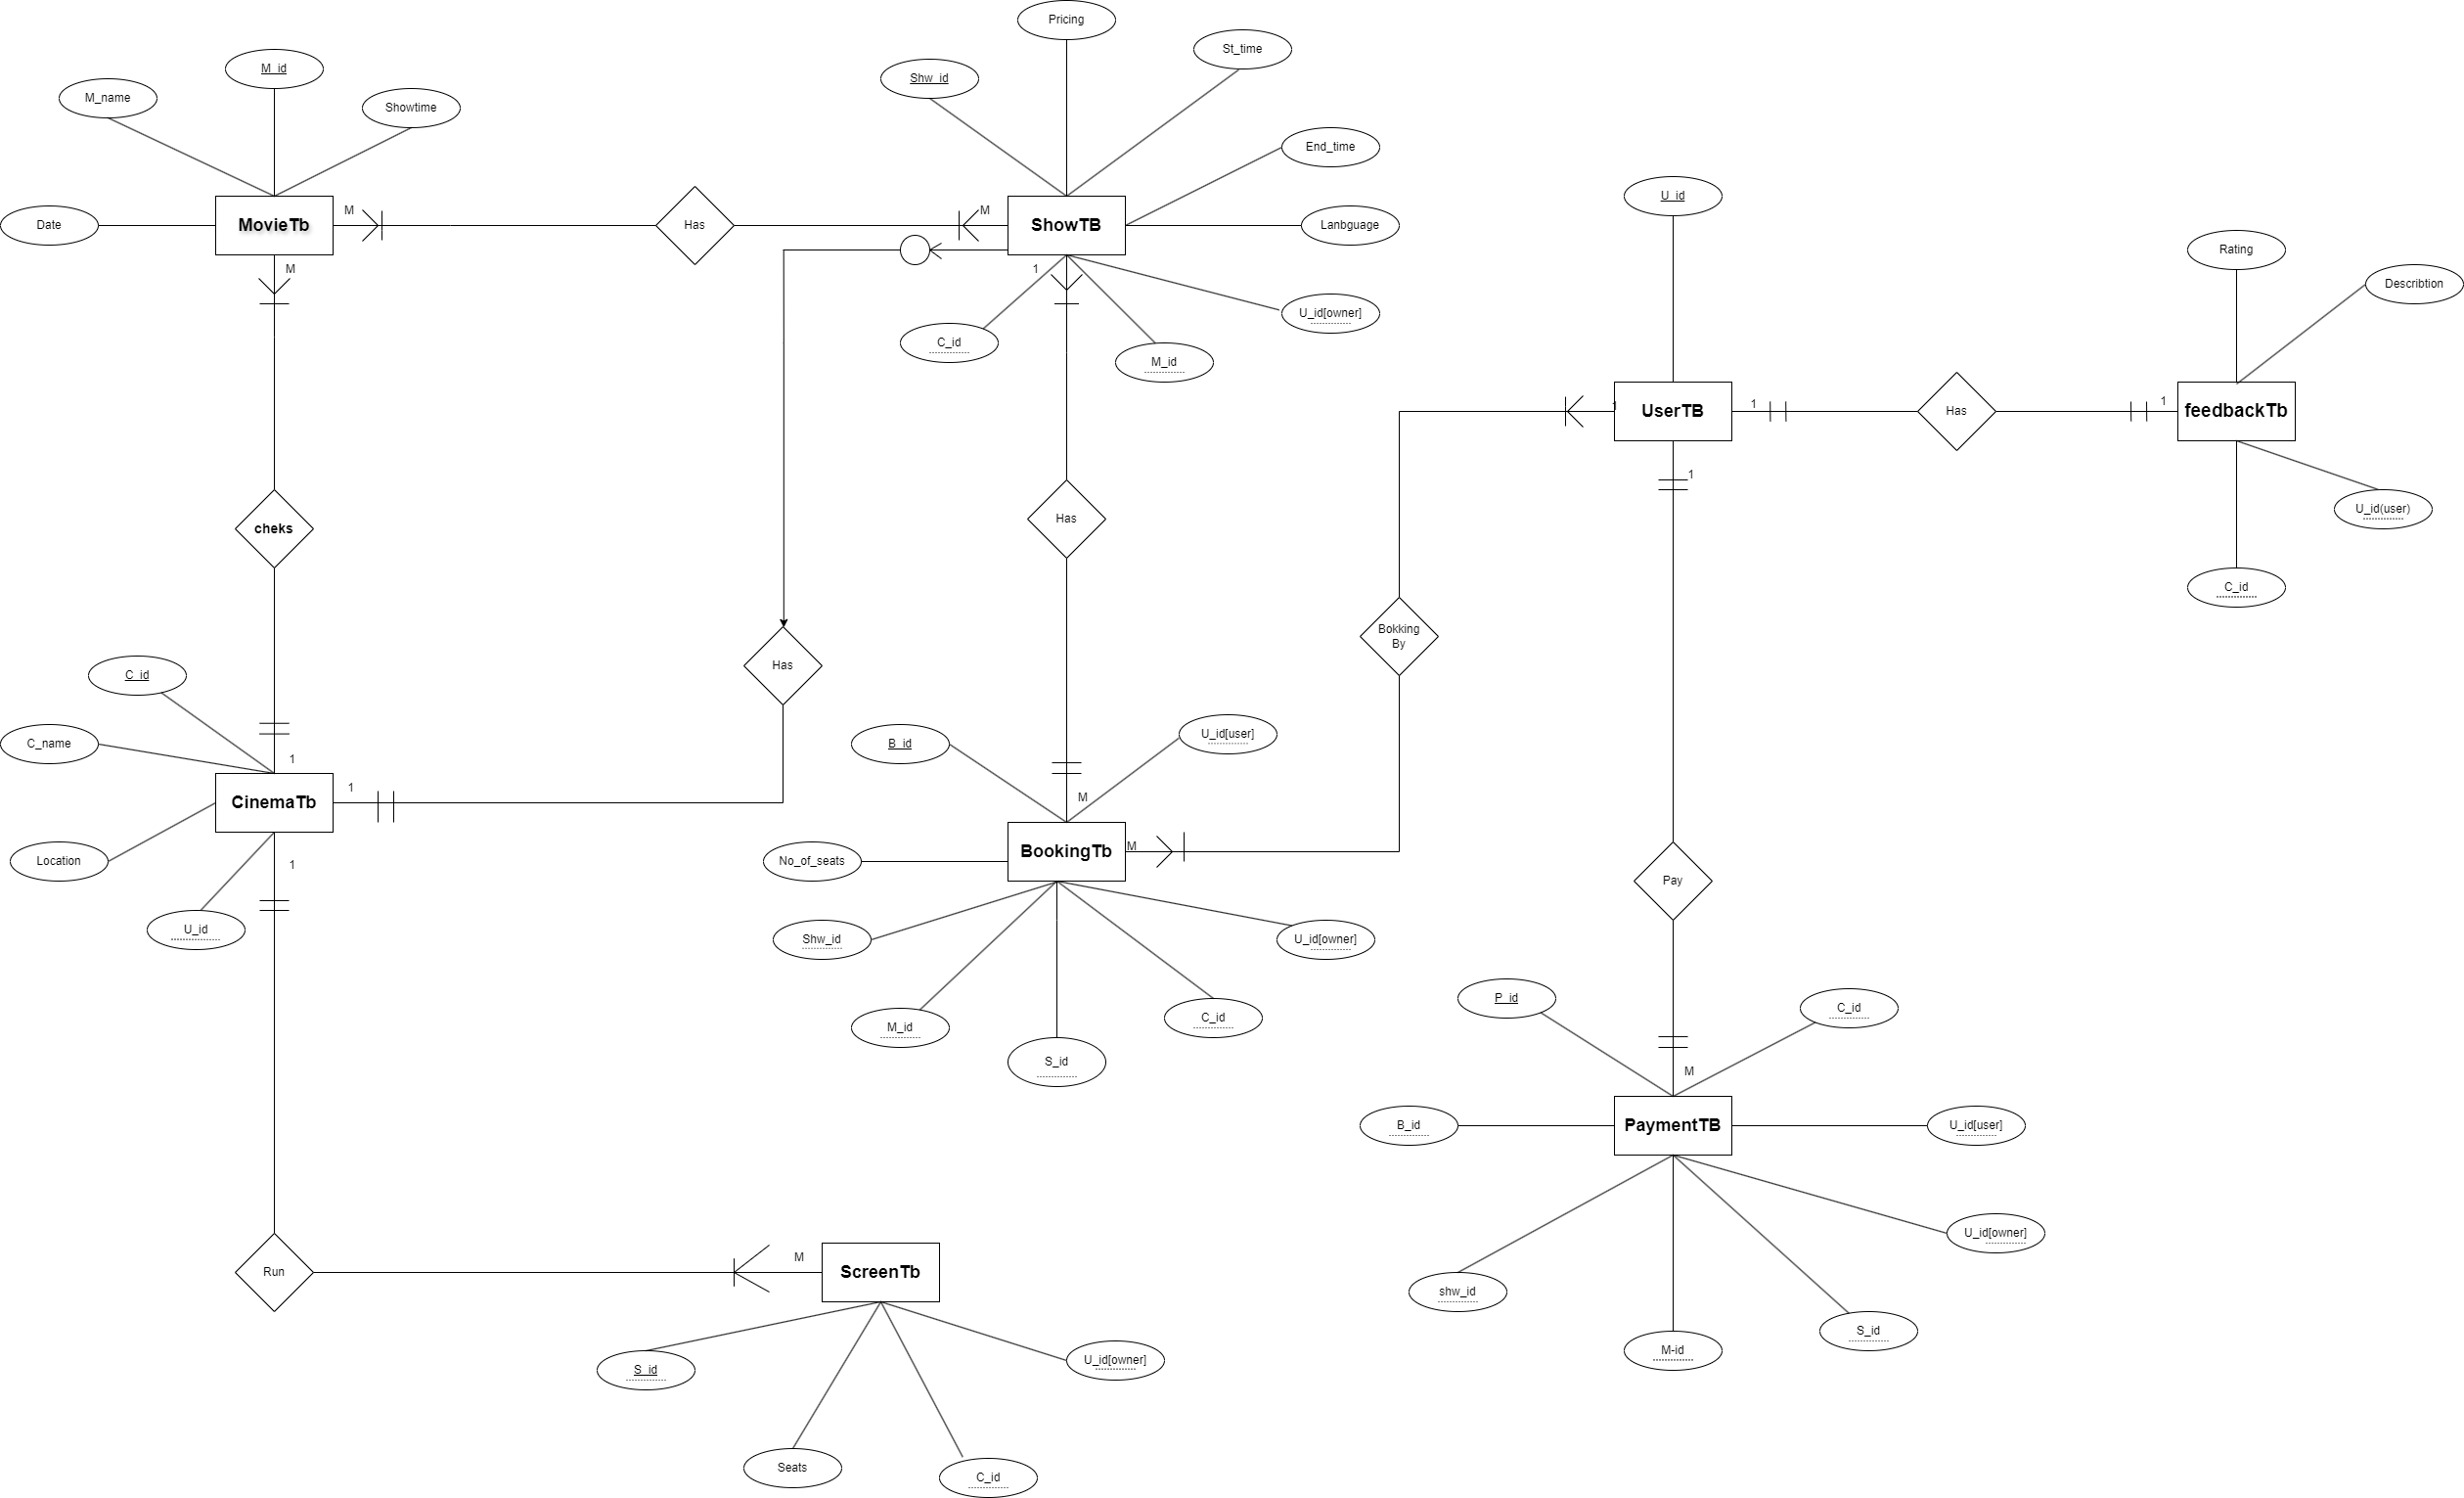 Pricing
St_time
M_id
Shw_id
M_name
Showtime
End_time
U_id
Date
MovieTb
M
Has
M
ShowTB
Lanbguage
Rating
M
1
Describtion
U_id[owner]
C_id
M_id
1
UserTB
1
Has
1
feedbackTb
1
cheks
Has
U_id(user)
C_id
Bokking
By
Has
C_id
C_name
B_id
U_id[user]
1
1
M
CinemaTb
BookingTb
M
Location
1
No_of_seats
Pay
U_id
Shw_id
U_id[owner]
P_id
C_id
M_id
C_id
S_id
M
B_id
PaymentTB
U_id[user]
U_id[owner]
M
Run
ScreenTb
shw_id
S_id
M-id
U_id[owner]
S_id
Seats
C_id